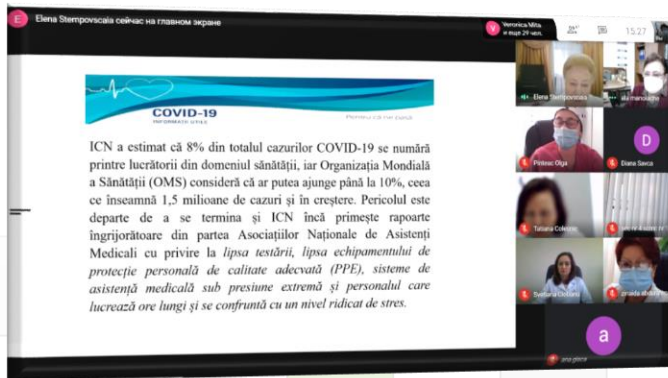 E Elena Stempovscaia сейчас на главном экране
V Veronica Mita
и еще 29 чел.
15:27
COVID-19
INFORMAȚII UTILE
ICN a estimat că 8% din totalul cazurilor COVID-19 se numără
printre lucrătorii din domeniul sănătății, iar Organizația Mondială
a Sănătății (OMS) consideră că ar putea ajunge până la 10%, ceea
ce înseamnă 1,5 milioane de cazuri și în creștere. Pericolul este
departe de a se termina și ICN încă primește rapoarte
îngrijorătoare din partea Asociațiilor Naționale de Asistenți
Medicali cu privire la lipsa testării, lipsa echipamentului de
protecție personală de calitate adecvată (PPE), sisteme de
asistență medicală sub presiune extremă și personalul care
lucrează ore lungi și se confruntă cu un nivel ridicat de stres.
Elena Stempovscaia
Pinteac Olga
D
Diana Savca
Tatiana
Svetlana
a